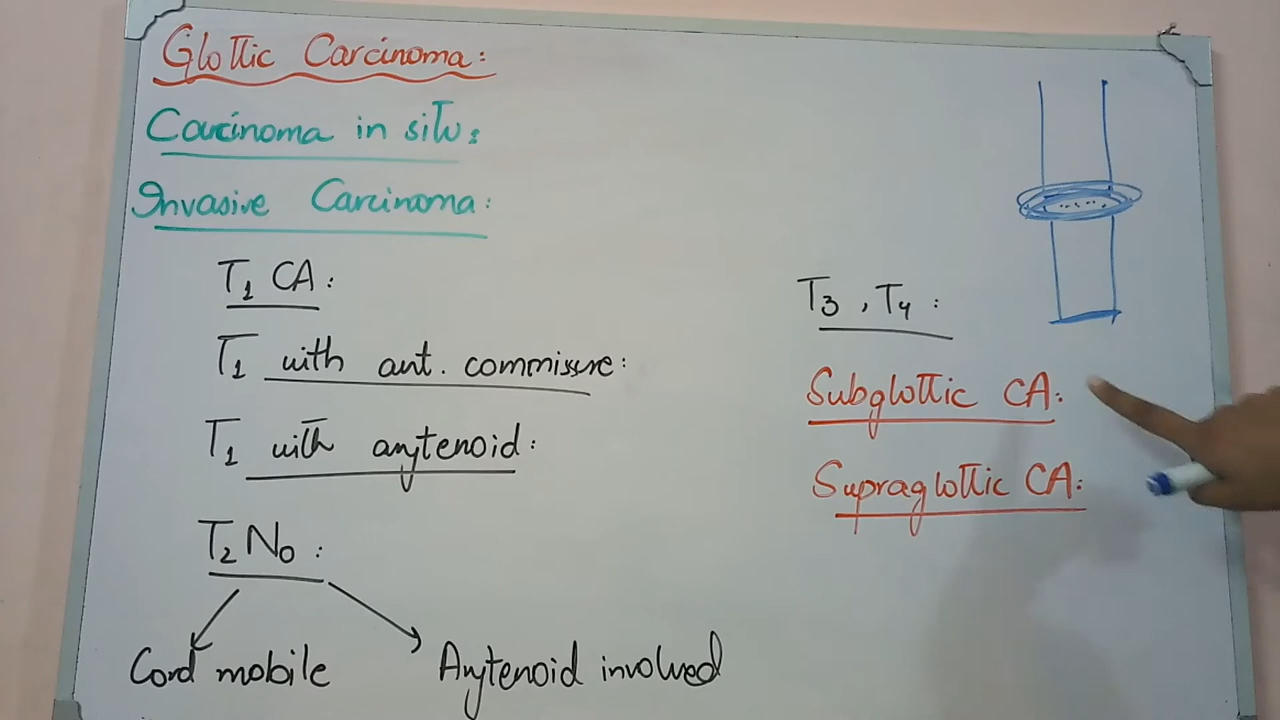 Glottic Carcinoma:
Carcinoma in situ:
Invasive Carcinoma:
T1 CA:
T1 with ant. commissure:
T1 with arytenoid:
T2 N0:
Cord mobile
Arytenoid involved
T3, T4:
Subglottic CA:
Supraglottic CA: